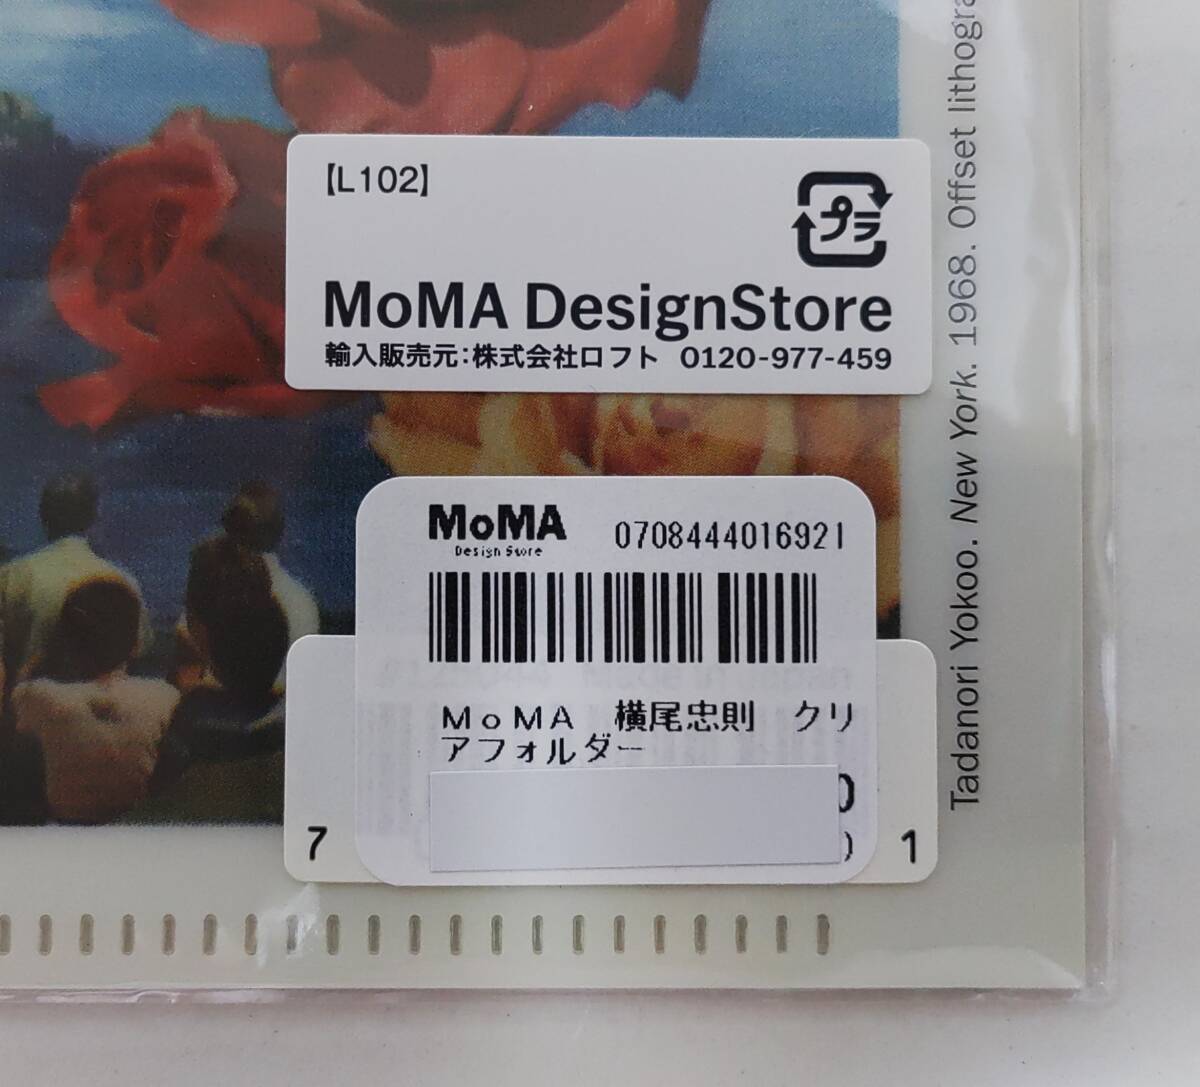 【L102】
プラ
MoMA DesignStore
輸入販売元:株式会社ロフト 0120-977-459
MoMA
Design Store
0708444016921
MoMA 横尾忠則 クリ
アフォルダー
0
)
7
1
Tadanori Yokoo. New York. 1968. Offset